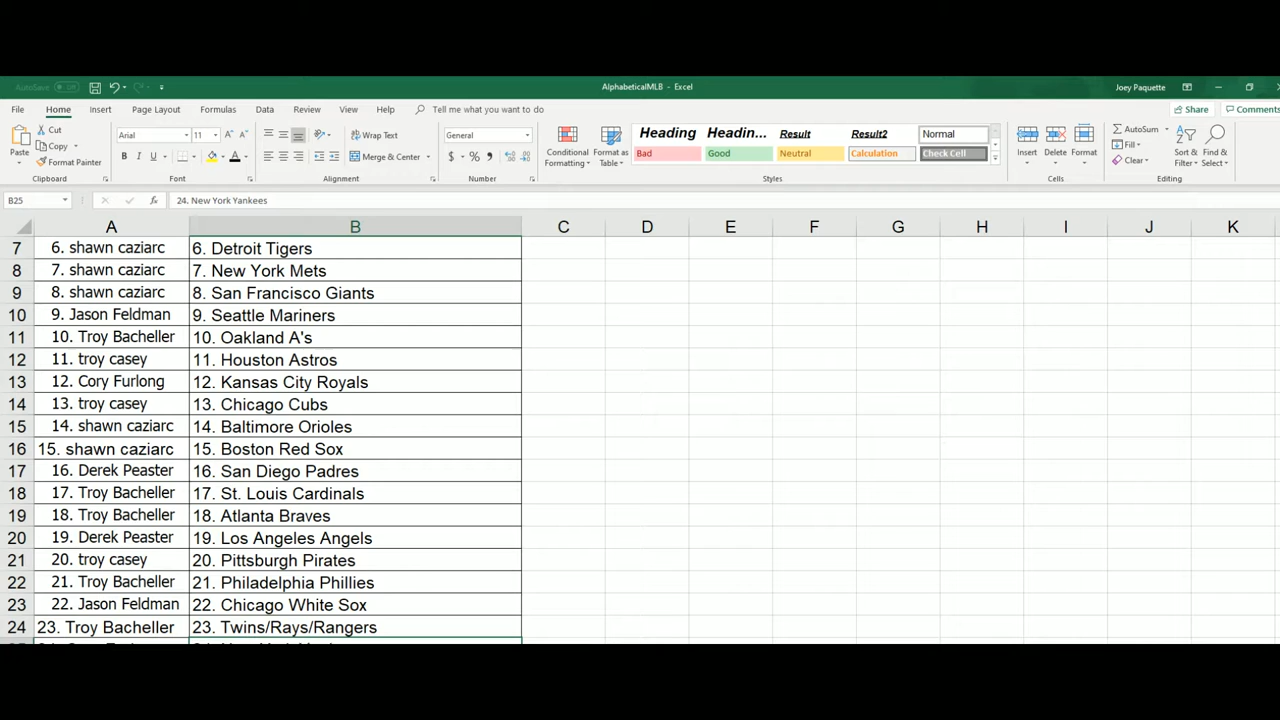 AutoSave Off
AlphabeticalMLB - Excel
Joey Paquette
File Home Insert Page Layout Formulas Data Review View Help Tell me what you want to do Share Comments
Paste Cut Copy Format Painter
Arial 11
B I U
Wrap Text
Merge & Center
General
$ %
Conditional Formatting
Format as Table
Heading Headin... Result Result2 Normal
Bad Good Neutral Calculation Check Cell
Insert Delete Format
AutoSum
Fill
Clear
Sort & Filter
Find & Select
Clipboard Font Alignment Number Styles Cells Editing
B25 fx 24. New York Yankees
A B C D E F G H I J K
7 6. shawn caziarc 6. Detroit Tigers
8 7. shawn caziarc 7. New York Mets
9 8. shawn caziarc 8. San Francisco Giants
10 9. Jason Feldman 9. Seattle Mariners
11 10. Troy Bacheller 10. Oakland A's
12 11. troy casey 11. Houston Astros
13 12. Cory Furlong 12. Kansas City Royals
14 13. troy casey 13. Chicago Cubs
15 14. shawn caziarc 14. Baltimore Orioles
16 15. shawn caziarc 15. Boston Red Sox
17 16. Derek Peaster 16. San Diego Padres
18 17. Troy Bacheller 17. St. Louis Cardinals
19 18. Troy Bacheller 18. Atlanta Braves
20 19. Derek Peaster 19. Los Angeles Angels
21 20. troy casey 20. Pittsburgh Pirates
22 21. Troy Bacheller 21. Philadelphia Phillies
23 22. Jason Feldman 22. Chicago White Sox
24 23. Troy Bacheller 23. Twins/Rays/Rangers